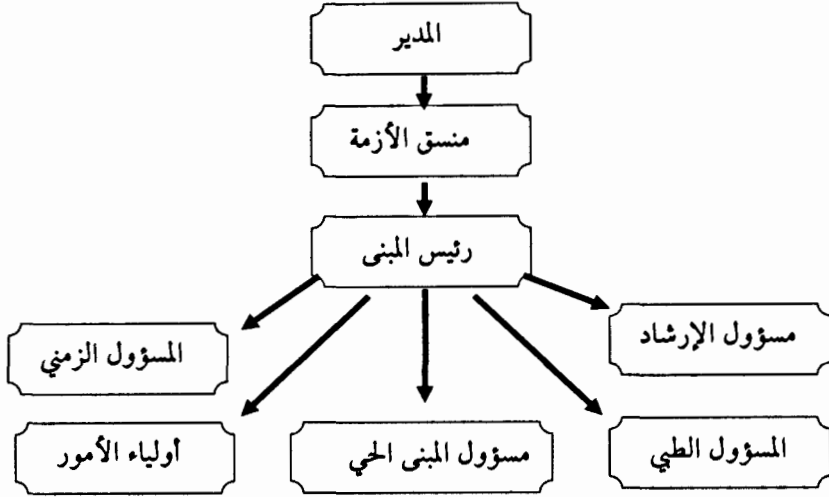 المدير
منسق الأزمة
رئيس المبنى
مسؤول الإرشاد
المسؤول الزمني
المسؤول الطبي
مسؤول المبنى الحي
أولياء الأمور